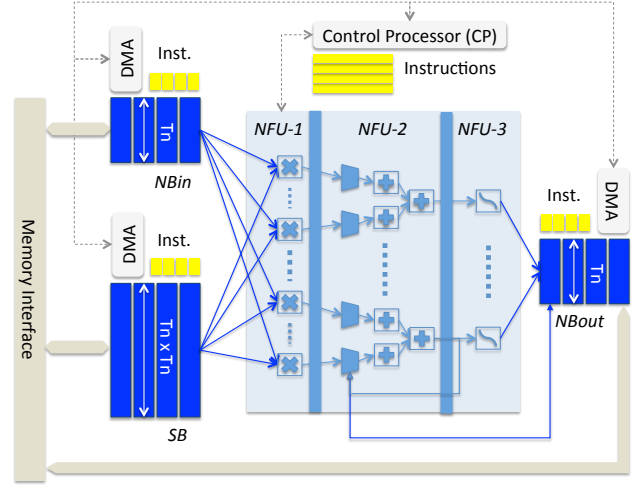 Control Processor (CP)
DMA
Inst.
Instructions
Tn
NBin
NFU-1
NFU-2
NFU-3
DMA
Inst.
Tn x Tn
SB
Memory Interface
Inst.
DMA
Tn
NBout